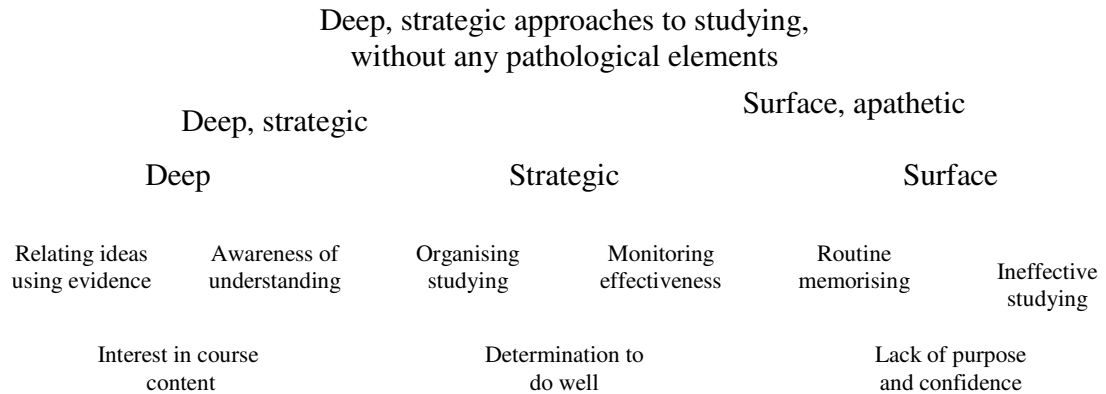 Deep, strategic approaches to studying,
without any pathological elements
Surface, apathetic
Deep, strategic
Deep
Strategic
Surface
Relating ideas
using evidence
Awareness of
understanding
Organising
studying
Monitoring
effectiveness
Routine
memorising
Ineffective
studying
Interest in course
content
Determination to
do well
Lack of purpose
and confidence